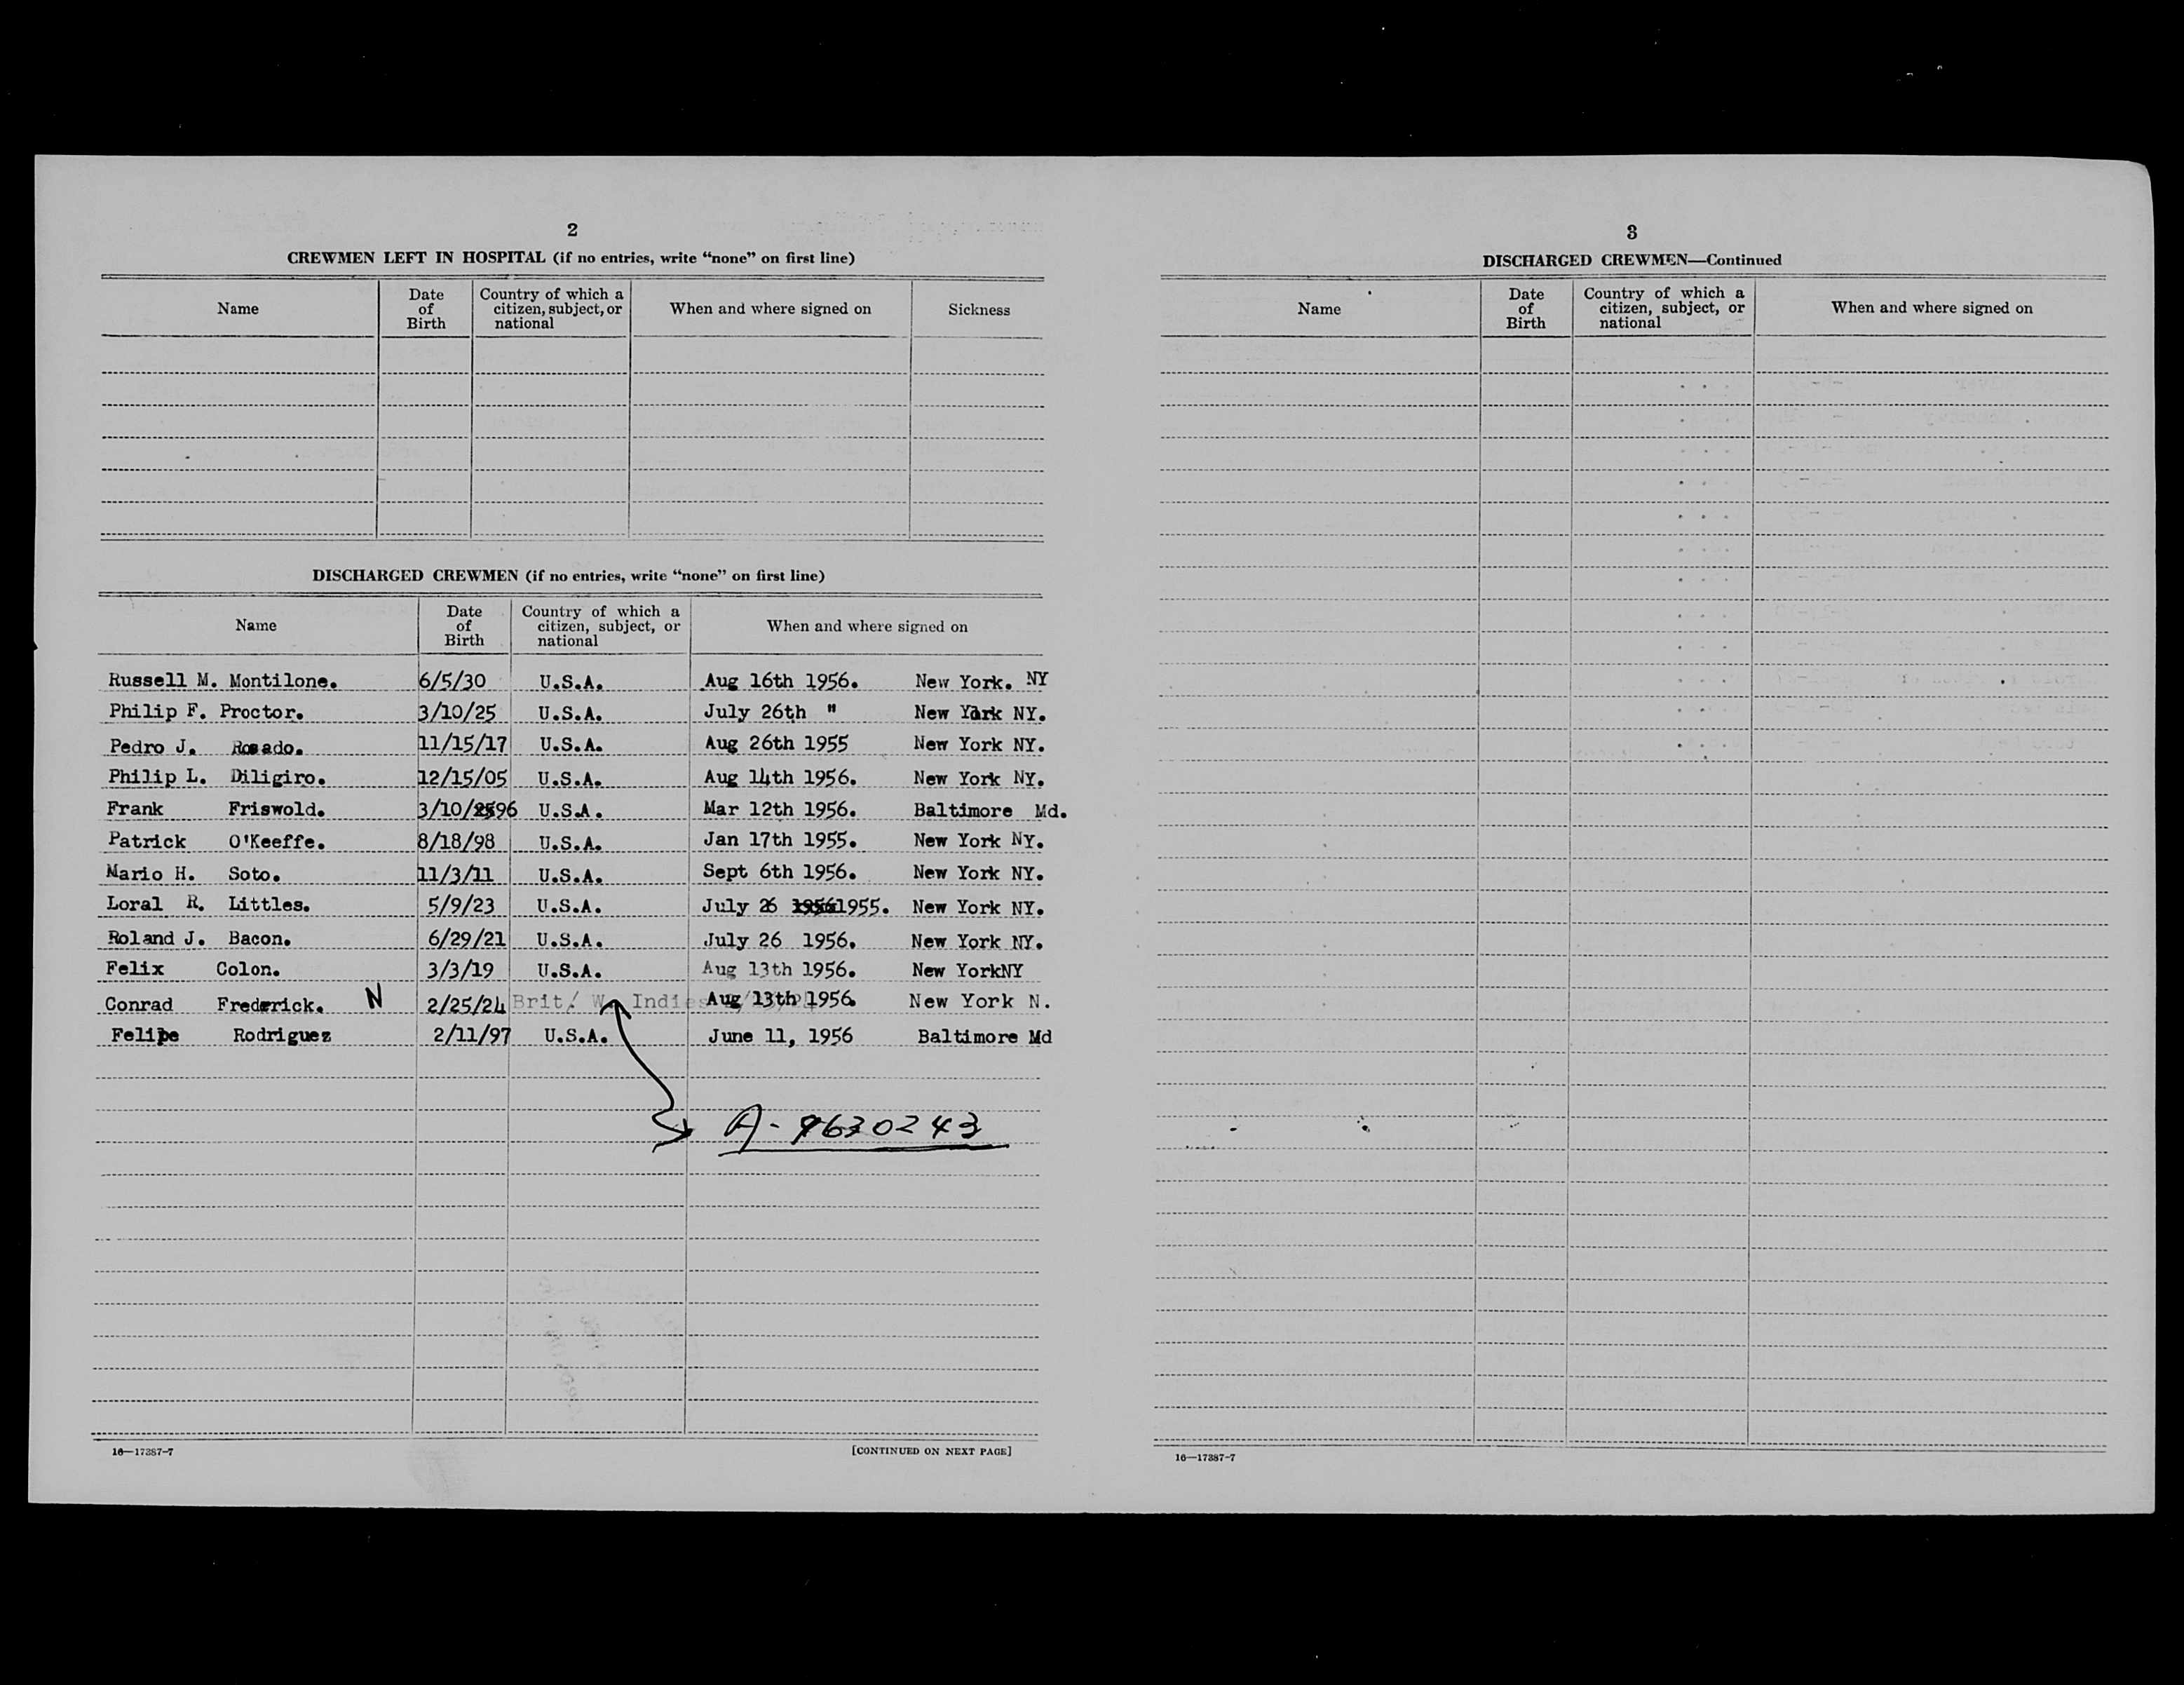 2
CREWMEN LEFT IN HOSPITAL (if no entries, write “none” on first line)
Name Date of Birth Country of which a citizen, subject, or national When and where signed on Sickness
DISCHARGED CREWMEN (if no entries, write “none” on first line)
Name Date of Birth Country of which a citizen, subject, or national When and where signed on
Russell M. Montilone. 6/5/30 U.S.A. Aug 16th 1956. New York. NY
Philip F. Proctor. 3/10/25 U.S.A. July 26th " New York NY.
Pedro J. Rosado. 11/15/17 U.S.A. Aug 26th 1955 New York NY.
Philip L. Diligiro. 12/15/05 U.S.A. Aug 14th 1956. New York NY.
Frank Friswold. 3/10/96 U.S.A. Mar 12th 1956. Baltimore Md.
Patrick O'Keeffe. 8/18/98 U.S.A. Jan 17th 1955. New York NY.
Mario H. Soto. 11/3/11 U.S.A. Sept 6th 1956. New York NY.
Loral R. Littles. 5/9/23 U.S.A. July 26 1955. New York NY.
Roland J. Bacon. 6/29/21 U.S.A. July 26 1956. New York NY.
Felix Colon. 3/3/19 U.S.A. Aug 13th 1956. New YorkNY
Conrad Frederick. N 2/25/24 Brit/ W. Indies Aug 13th 1956. New York N.
Felipe Rodriguez 2/11/97 U.S.A. June 11, 1956 Baltimore Md
A-9630243
16—17387-7 [CONTINUED ON NEXT PAGE]
3
DISCHARGED CREWMEN—Continued
Name Date of Birth Country of which a citizen, subject, or national When and where signed on
16—17387-7